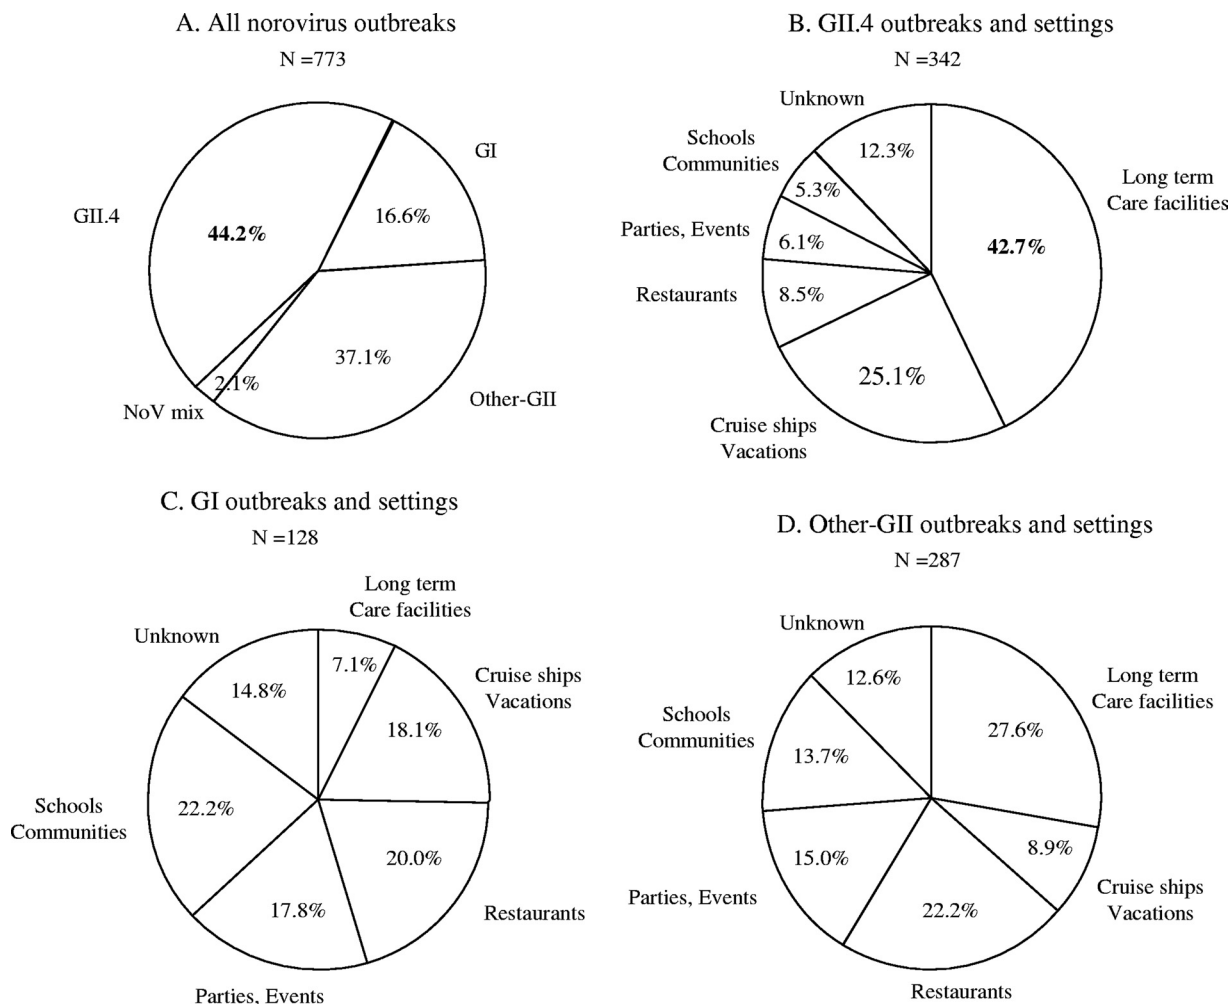 A. All norovirus outbreaks
N =773
GI
GII.4
16.6%
44.2%
37.1%
2.1%
NoV mix
Other-GII
B. GII.4 outbreaks and settings
N =342
Unknown
Schools
Communities
12.3%
5.3%
Long term
Care facilities
Parties, Events
6.1%
42.7%
Restaurants
8.5%
25.1%
Cruise ships
Vacations
C. GI outbreaks and settings
N =128
Long term
Care facilities
Unknown
7.1%
14.8%
Cruise ships
Vacations
18.1%
Schools
Communities
22.2%
20.0%
17.8%
Restaurants
Parties, Events
D. Other-GII outbreaks and settings
N =287
Unknown
12.6%
Long term
Care facilities
Schools
Communities
27.6%
13.7%
8.9%
15.0%
Parties, Events
Cruise ships
Vacations
22.2%
Restaurants